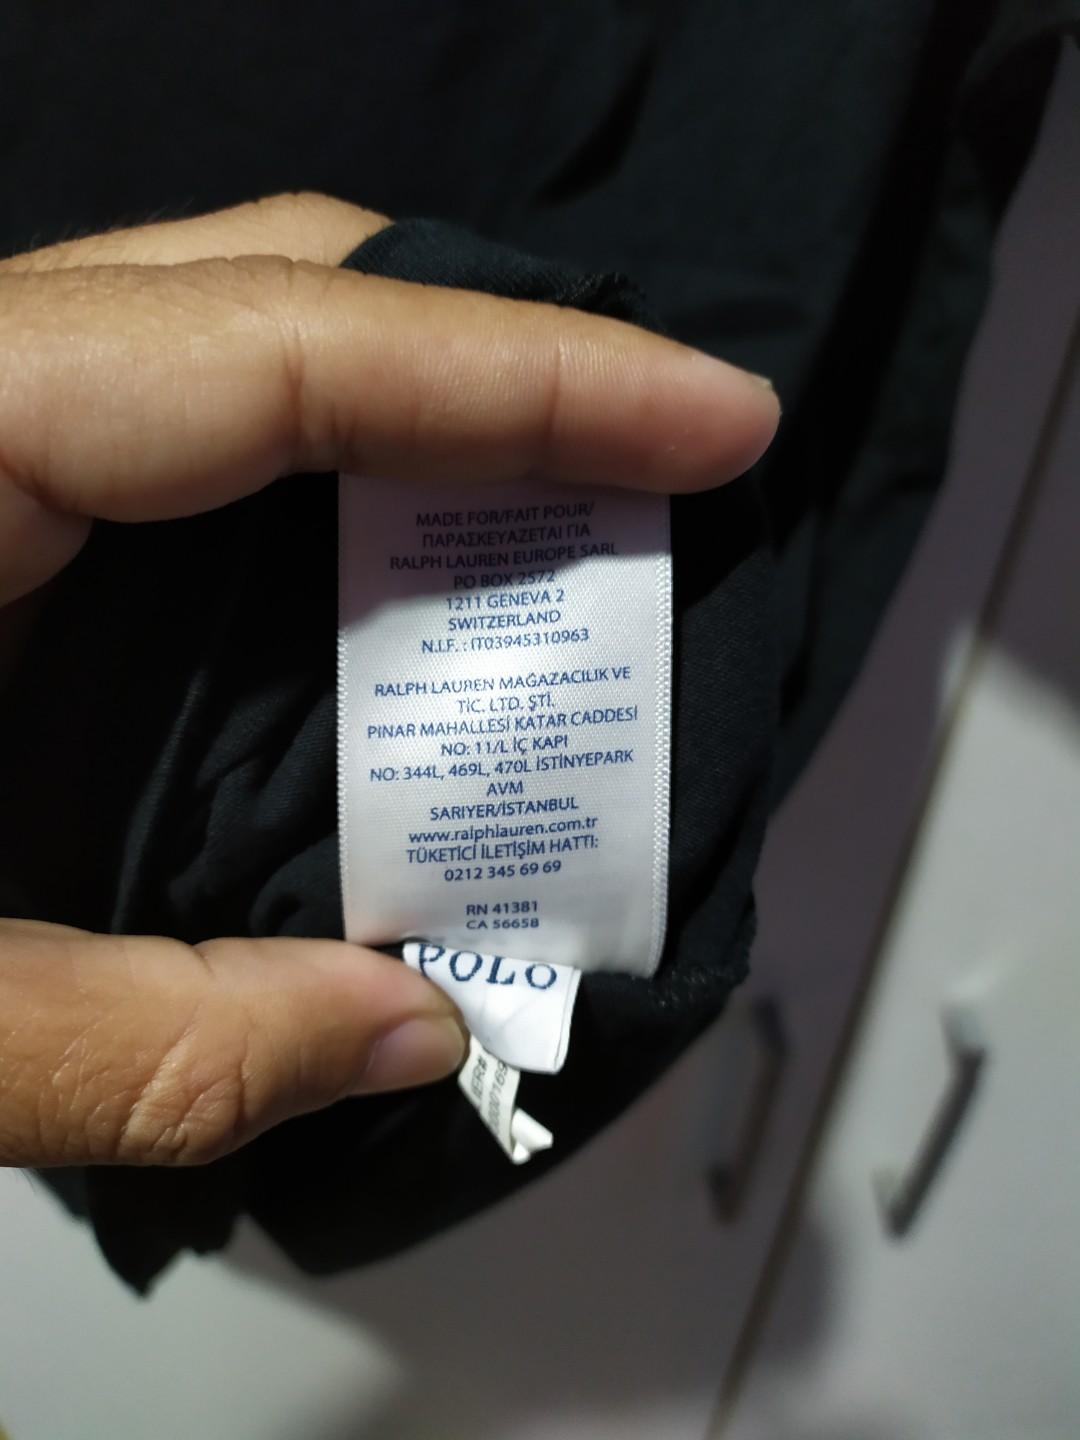 MADE FOR/FAIT POUR/
ΠΑΡΑΣΚΕΥΑΖΕΤΑΙ ΓΙΑ
RALPH LAUREN EUROPE SARL
PO BOX 2572
1211 GENEVA 2
SWITZERLAND
N.I.F. : IT03945310963
RALPH LAUREN MAĞAZACILIK VE
TİC. LTD. ŞTİ.
PINAR MAHALLESİ KATAR CADDESİ
NO: 11/L İÇ KAPI
NO: 344L, 469L, 470L İSTİNYEPARK
AVM
SARIYER/İSTANBUL
www.ralphlauren.com.tr
TÜKETİCİ İLETİŞİM HATTI:
0212 345 69 69
RN 41381
CA 56658
POLO